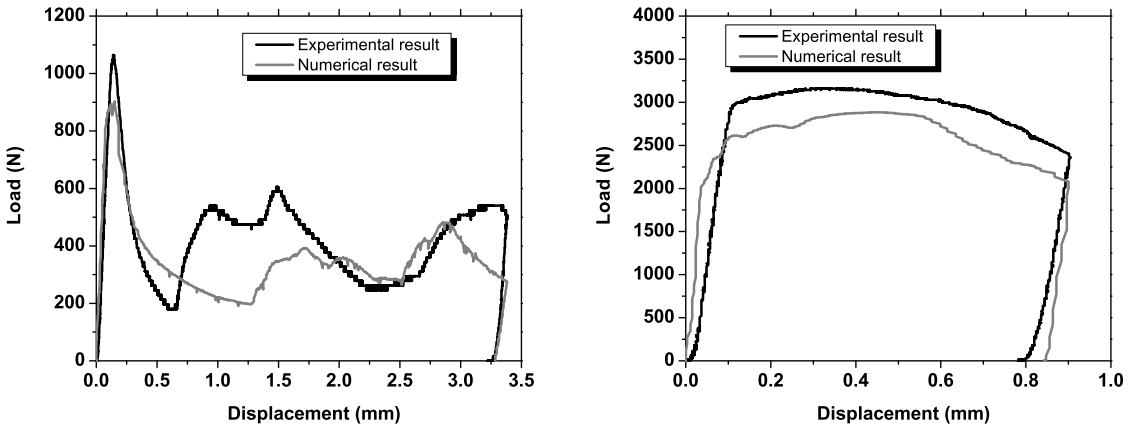 1200
1000
800
600
400
200
0
0.0 0.5 1.0 1.5 2.0 2.5 3.0 3.5
Load (N)
Displacement (mm)
Experimental result
Numerical result
4000
3500
3000
2500
2000
1500
1000
500
0
0.0 0.2 0.4 0.6 0.8 1.0
Load (N)
Displacement (mm)
Experimental result
Numerical result